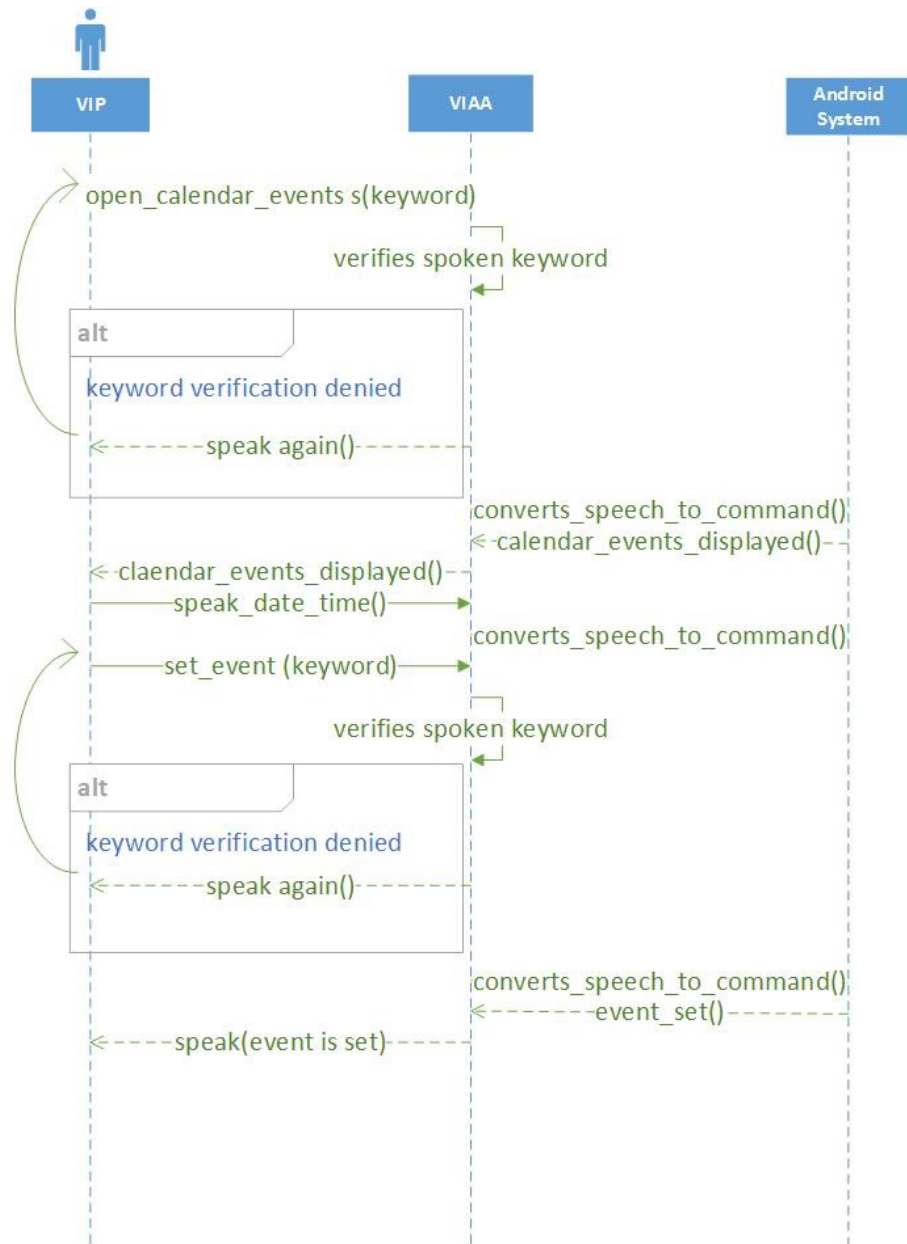 VIP
VIAA
Android
System
open_calendar_events s(keyword)
verifies spoken keyword
alt
keyword verification denied
speak again()
converts_speech_to_command()
calendar_events_displayed()
claendar_events_displayed()
speak_date_time()
converts_speech_to_command()
set_event (keyword)
verifies spoken keyword
alt
keyword verification denied
speak again()
converts_speech_to_command()
event_set()
speak(event is set)